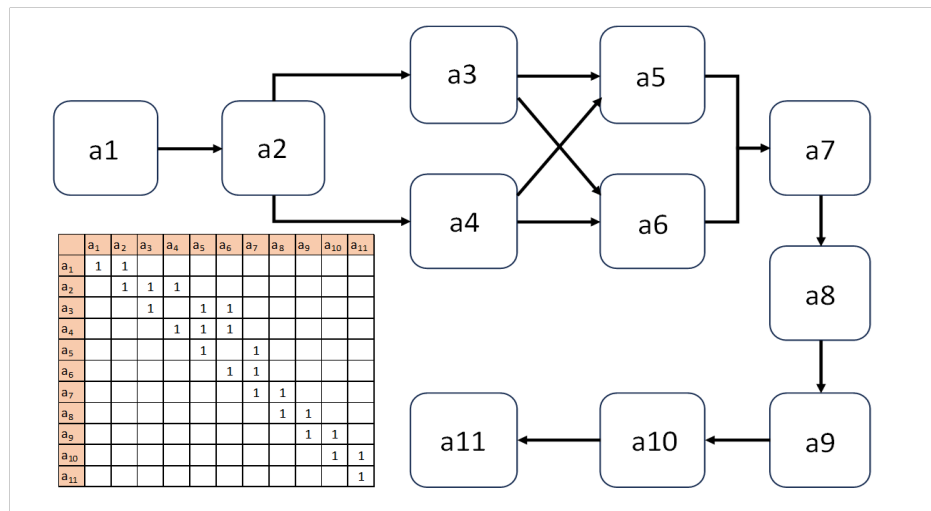 a3
a5
a1
a2
a7
a4
a6
a₁ a₂ a₃ a₄ a₅ a₆ a₇ a₈ a₉ a₁₀ a₁₁
a₁ 1 1
a₂ 1 1 1
a₃ 1 1 1
a₄ 1 1 1
a₅ 1 1
a₆ 1 1
a₇ 1 1
a₈ 1 1
a₉ 1 1
a₁₀ 1 1
a₁₁ 1
a8
a11
a10
a9